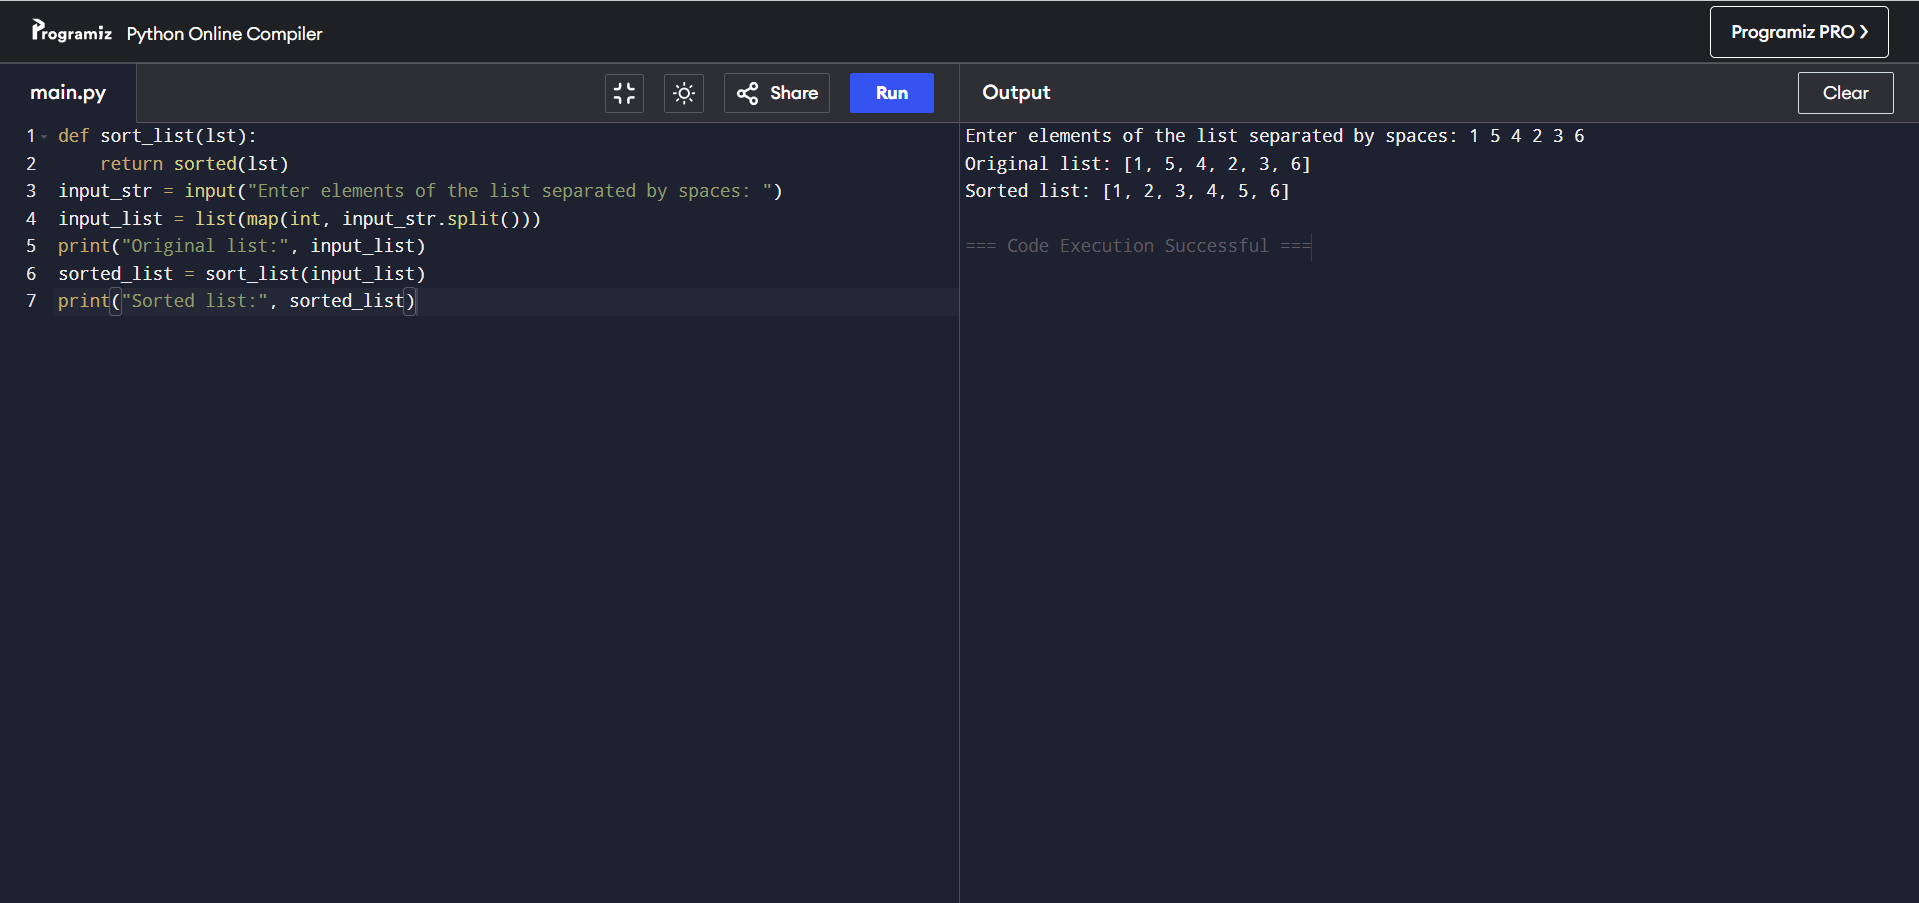 Programiz Python Online Compiler
Programiz PRO ❯
main.py
Share
Run
Output
Clear
1 def sort_list(lst):
2     return sorted(lst)
3 input_str = input("Enter elements of the list separated by spaces: ")
4 input_list = list(map(int, input_str.split()))
5 print("Original list:", input_list)
6 sorted_list = sort_list(input_list)
7 print("Sorted list:", sorted_list)
Enter elements of the list separated by spaces: 1 5 4 2 3 6
Original list: [1, 5, 4, 2, 3, 6]
Sorted list: [1, 2, 3, 4, 5, 6]
=== Code Execution Successful ===